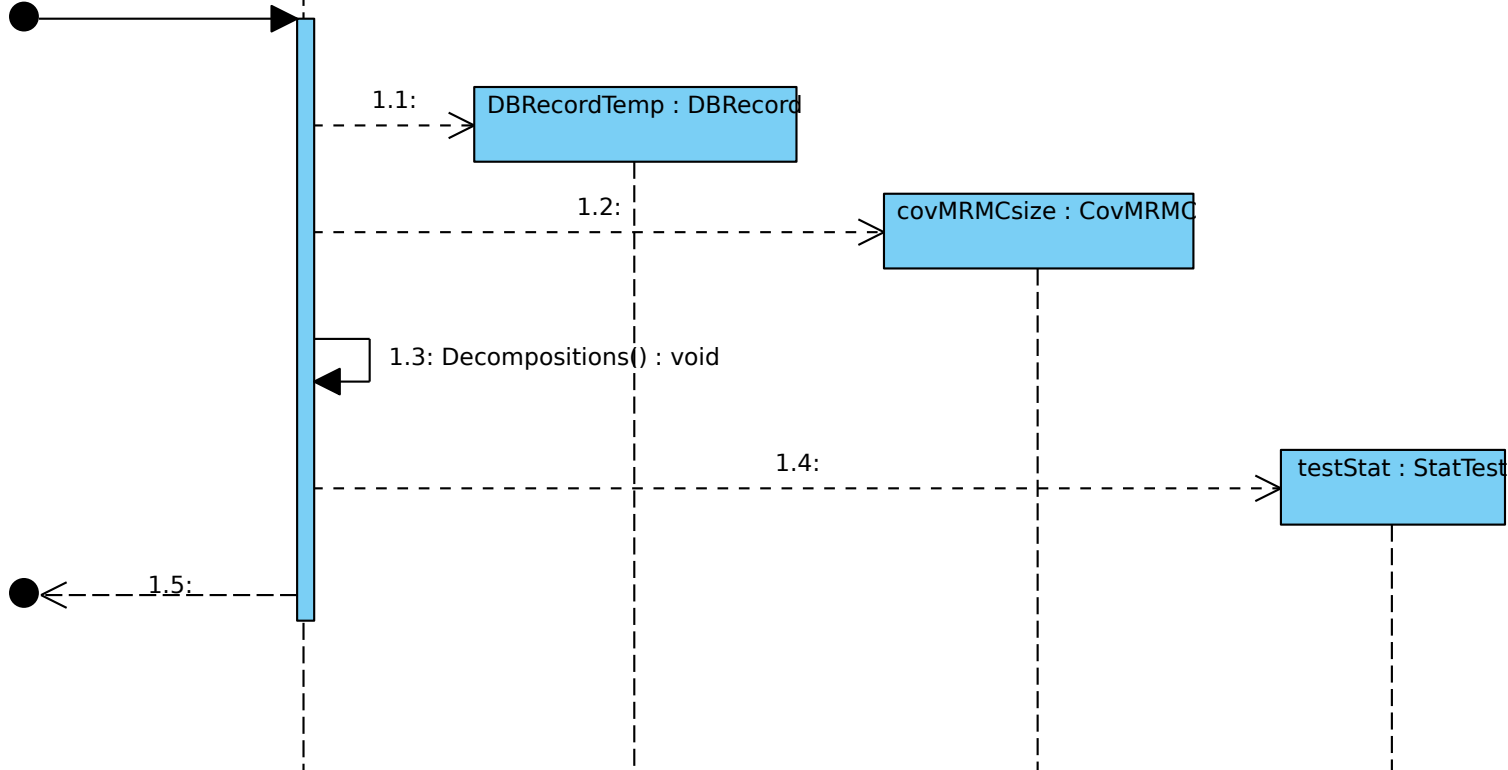 1.1:
DBRecordTemp : DBRecord
1.2:
covMRMCsize : CovMRMC
1.3: Decompositions() : void
1.4:
testStat : StatTest
1.5: